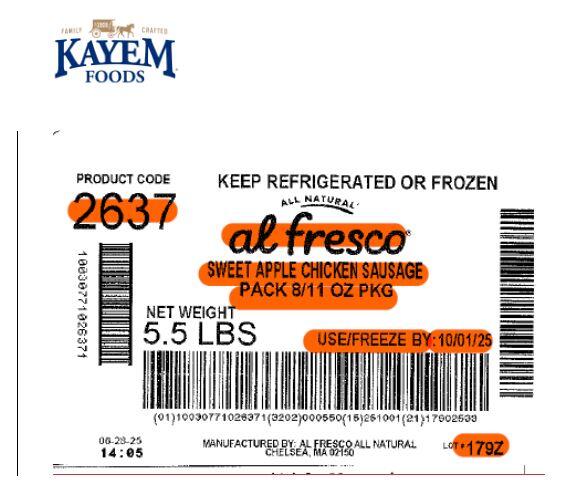 FAMILY CRAFTED
1909
KAYEM
FOODS
PRODUCT CODE
2637
KEEP REFRIGERATED OR FROZEN
ALL NATURAL
al fresco®
SWEET APPLE CHICKEN SAUSAGE
PACK 8/11 OZ PKG
10030771026371
NET WEIGHT
5.5 LBS
USE/FREEZE BY:10/01/25
(01)10030771026371(3202)000550(15)251001(21)17902533
06-28-25
14:05
MANUFACTURED BY: AL FRESCO ALL NATURAL
CHELSEA, MA 02150
LOT# 179Z